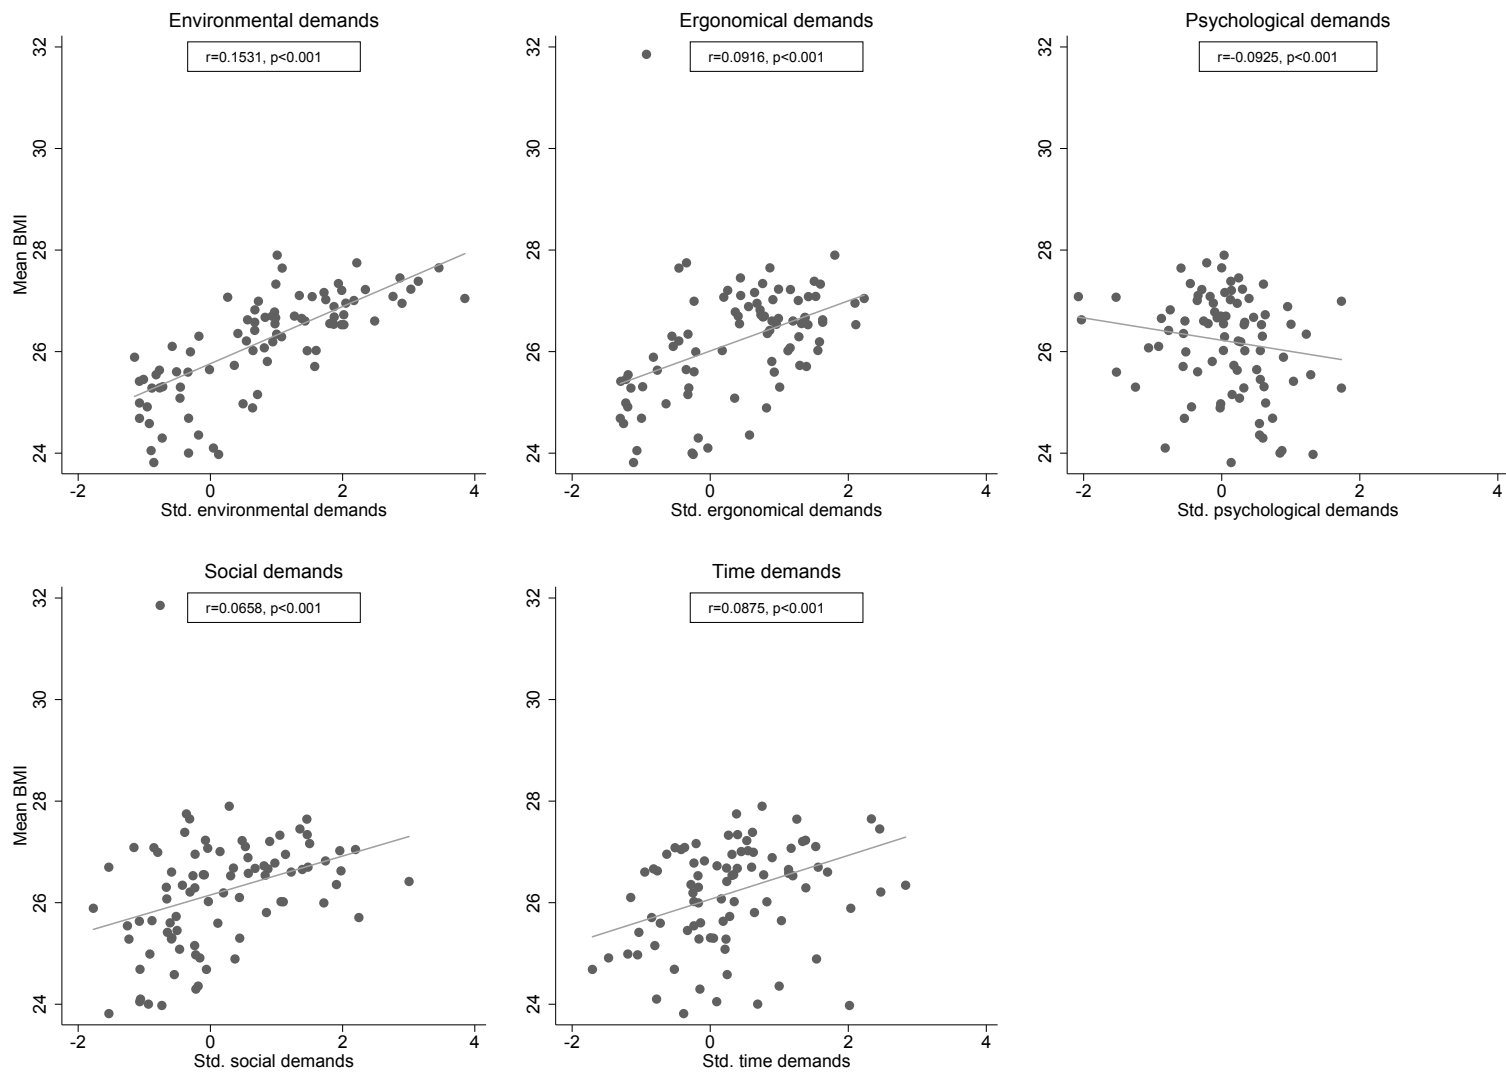 Environmental demands
r=0.1531, p<0.001
32
30
28
26
24
Mean BMI
-2 0 2 4
Std. environmental demands
Ergonomical demands
r=0.0916, p<0.001
32
30
28
26
24
-2 0 2 4
Std. ergonomical demands
Psychological demands
r=-0.0925, p<0.001
32
30
28
26
24
-2 0 2 4
Std. psychological demands
Social demands
r=0.0658, p<0.001
32
30
28
26
24
Mean BMI
-2 0 2 4
Std. social demands
Time demands
r=0.0875, p<0.001
32
30
28
26
24
-2 0 2 4
Std. time demands